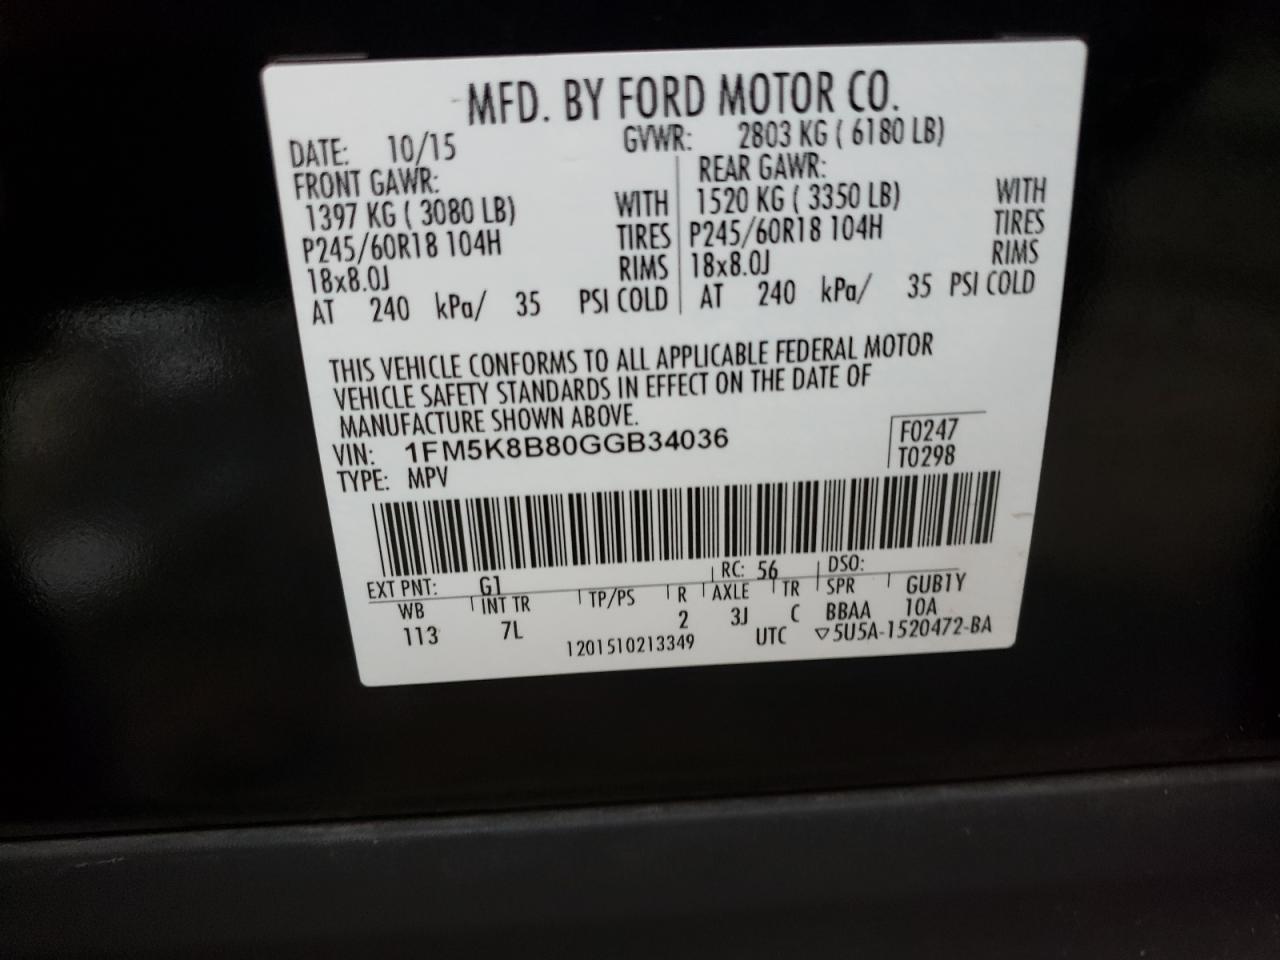 MFD. BY FORD MOTOR CO.
DATE: 10/15 GVWR: 2803 KG ( 6180 LB)
FRONT GAWR: REAR GAWR:
1397 KG ( 3080 LB) WITH 1520 KG ( 3350 LB) WITH
P245/60R18 104H TIRES P245/60R18 104H TIRES
18x8.0J RIMS 18x8.0J RIMS
AT 240 kPa/ 35 PSI COLD AT 240 kPa/ 35 PSI COLD
THIS VEHICLE CONFORMS TO ALL APPLICABLE FEDERAL MOTOR
VEHICLE SAFETY STANDARDS IN EFFECT ON THE DATE OF
MANUFACTURE SHOWN ABOVE.
VIN: 1FM5K8B80GGB34036 F0247
TYPE: MPV T0298
EXT PNT: G1 RC: 56 DSO:
WB INT TR TP/PS R AXLE TR SPR GUB1Y
113 7L 2 3J C BBAA 10A
1201510213349 UTC ▽5U5A-1520472-BA